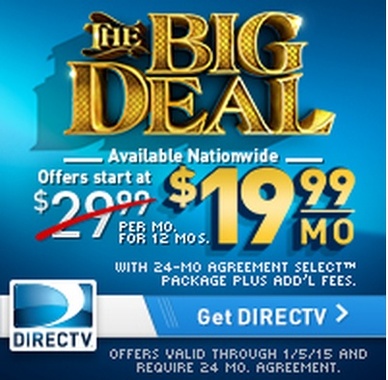 THE BIG
DEAL
Available Nationwide
Offers start at
$29.99
PER MO.
FOR 12 MOS.
$19.99
MO
WITH 24-MO AGREEMENT SELECT™
PACKAGE PLUS ADD'L FEES.
DIRECTV
Get DIRECTV >
OFFERS VALID THROUGH 1/5/15 AND
REQUIRE 24 MO. AGREEMENT.